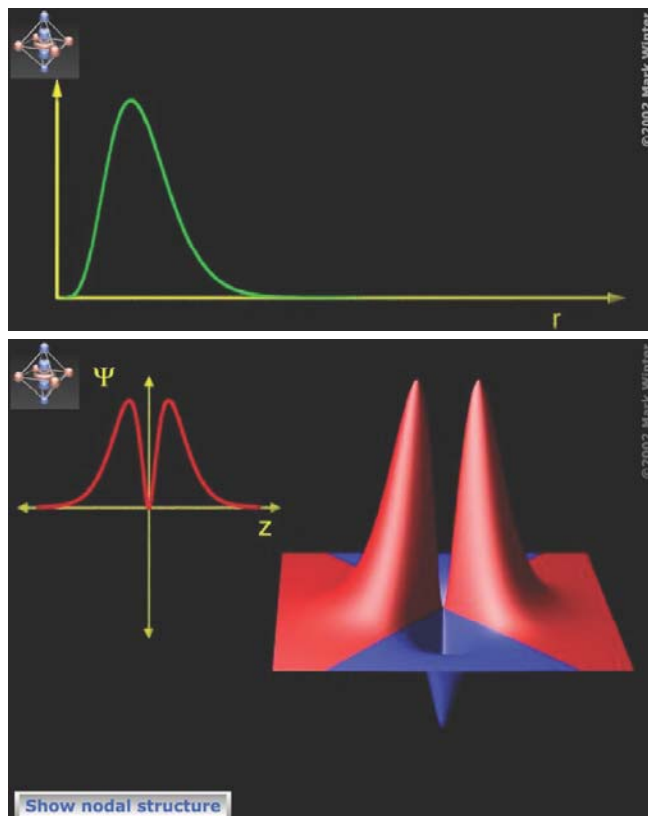 ©2002 Mark Winter
r
Ψ
©2002 Mark Winter
z
Show nodal structure